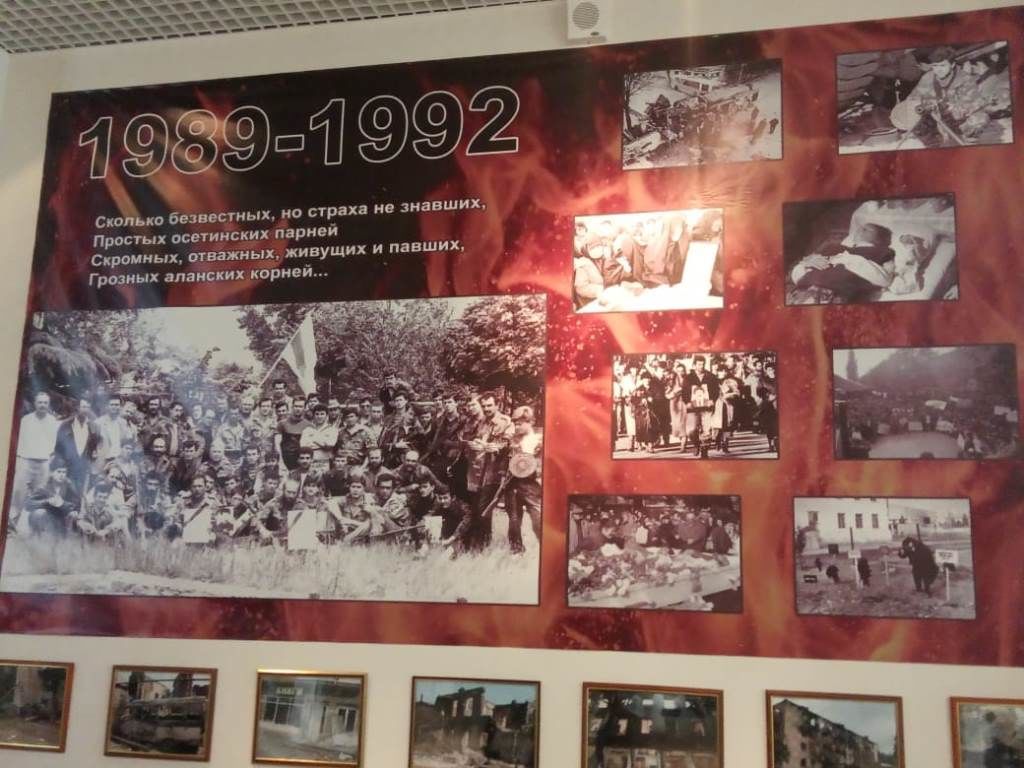 1989-1992
Сколько безвестных, но страха не знавших,
Простых осетинских парней
Скромных, отважных, живущих и павших,
Грозных аланских корней...